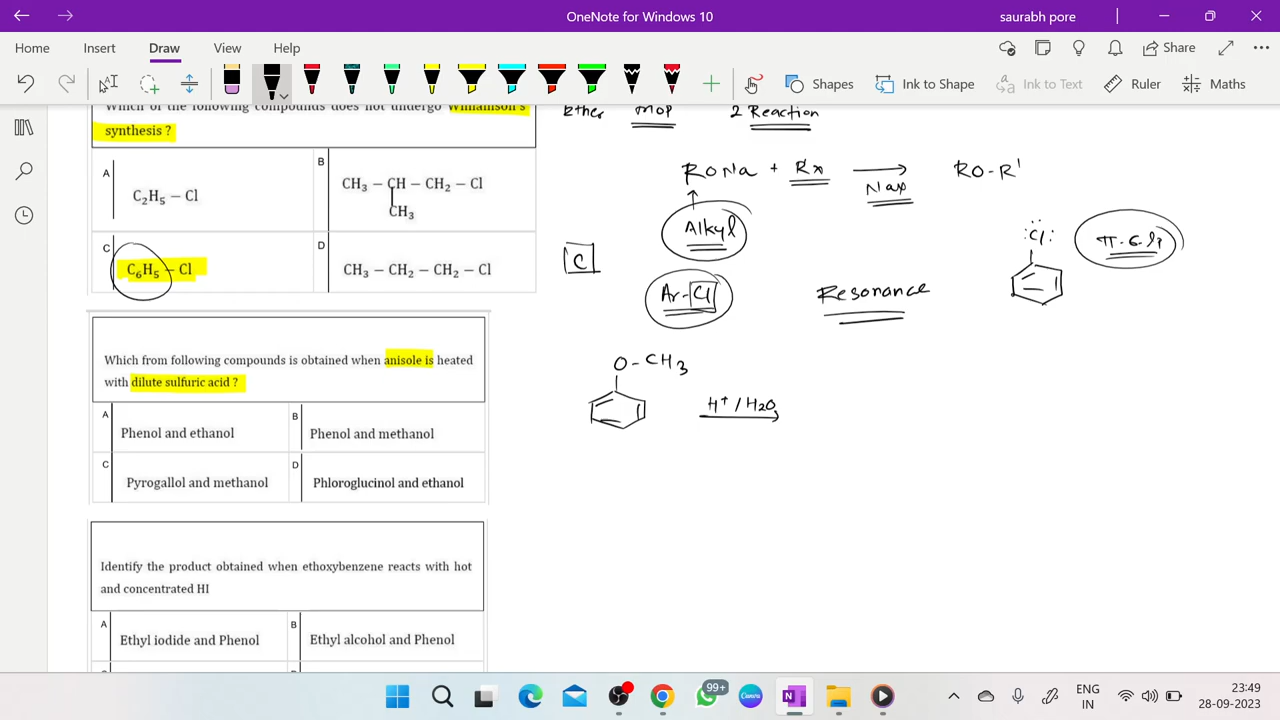 OneNote for Windows 10
saurabh pore
Home Insert Draw View Help
Share
Shapes
Ink to Shape
Ink to Text
Ruler
Maths
Which of the following compounds does not undergo Williamson's
synthesis ?
A
C₂H₅ − Cl
B
CH₃ − CH − CH₂ − Cl
CH₃
C
C₆H₅ − Cl
D
CH₃ − CH₂ − CH₂ − Cl
Which from following compounds is obtained when anisole is heated
with dilute sulfuric acid ?
A
Phenol and ethanol
B
Phenol and methanol
C
Pyrogallol and methanol
D
Phloroglucinol and ethanol
Identify the product obtained when ethoxybenzene reacts with hot
and concentrated HI
A
Ethyl iodide and Phenol
B
Ethyl alcohol and Phenol
Ether MOP 2 Reaction
RONa + R'x → RO-R'
Nax
Alkyl
C
Ar-Cl
Resonance
Cl
O-CH₃
H⁺/H₂O
99+
ENG
IN
23:49
28-09-2023